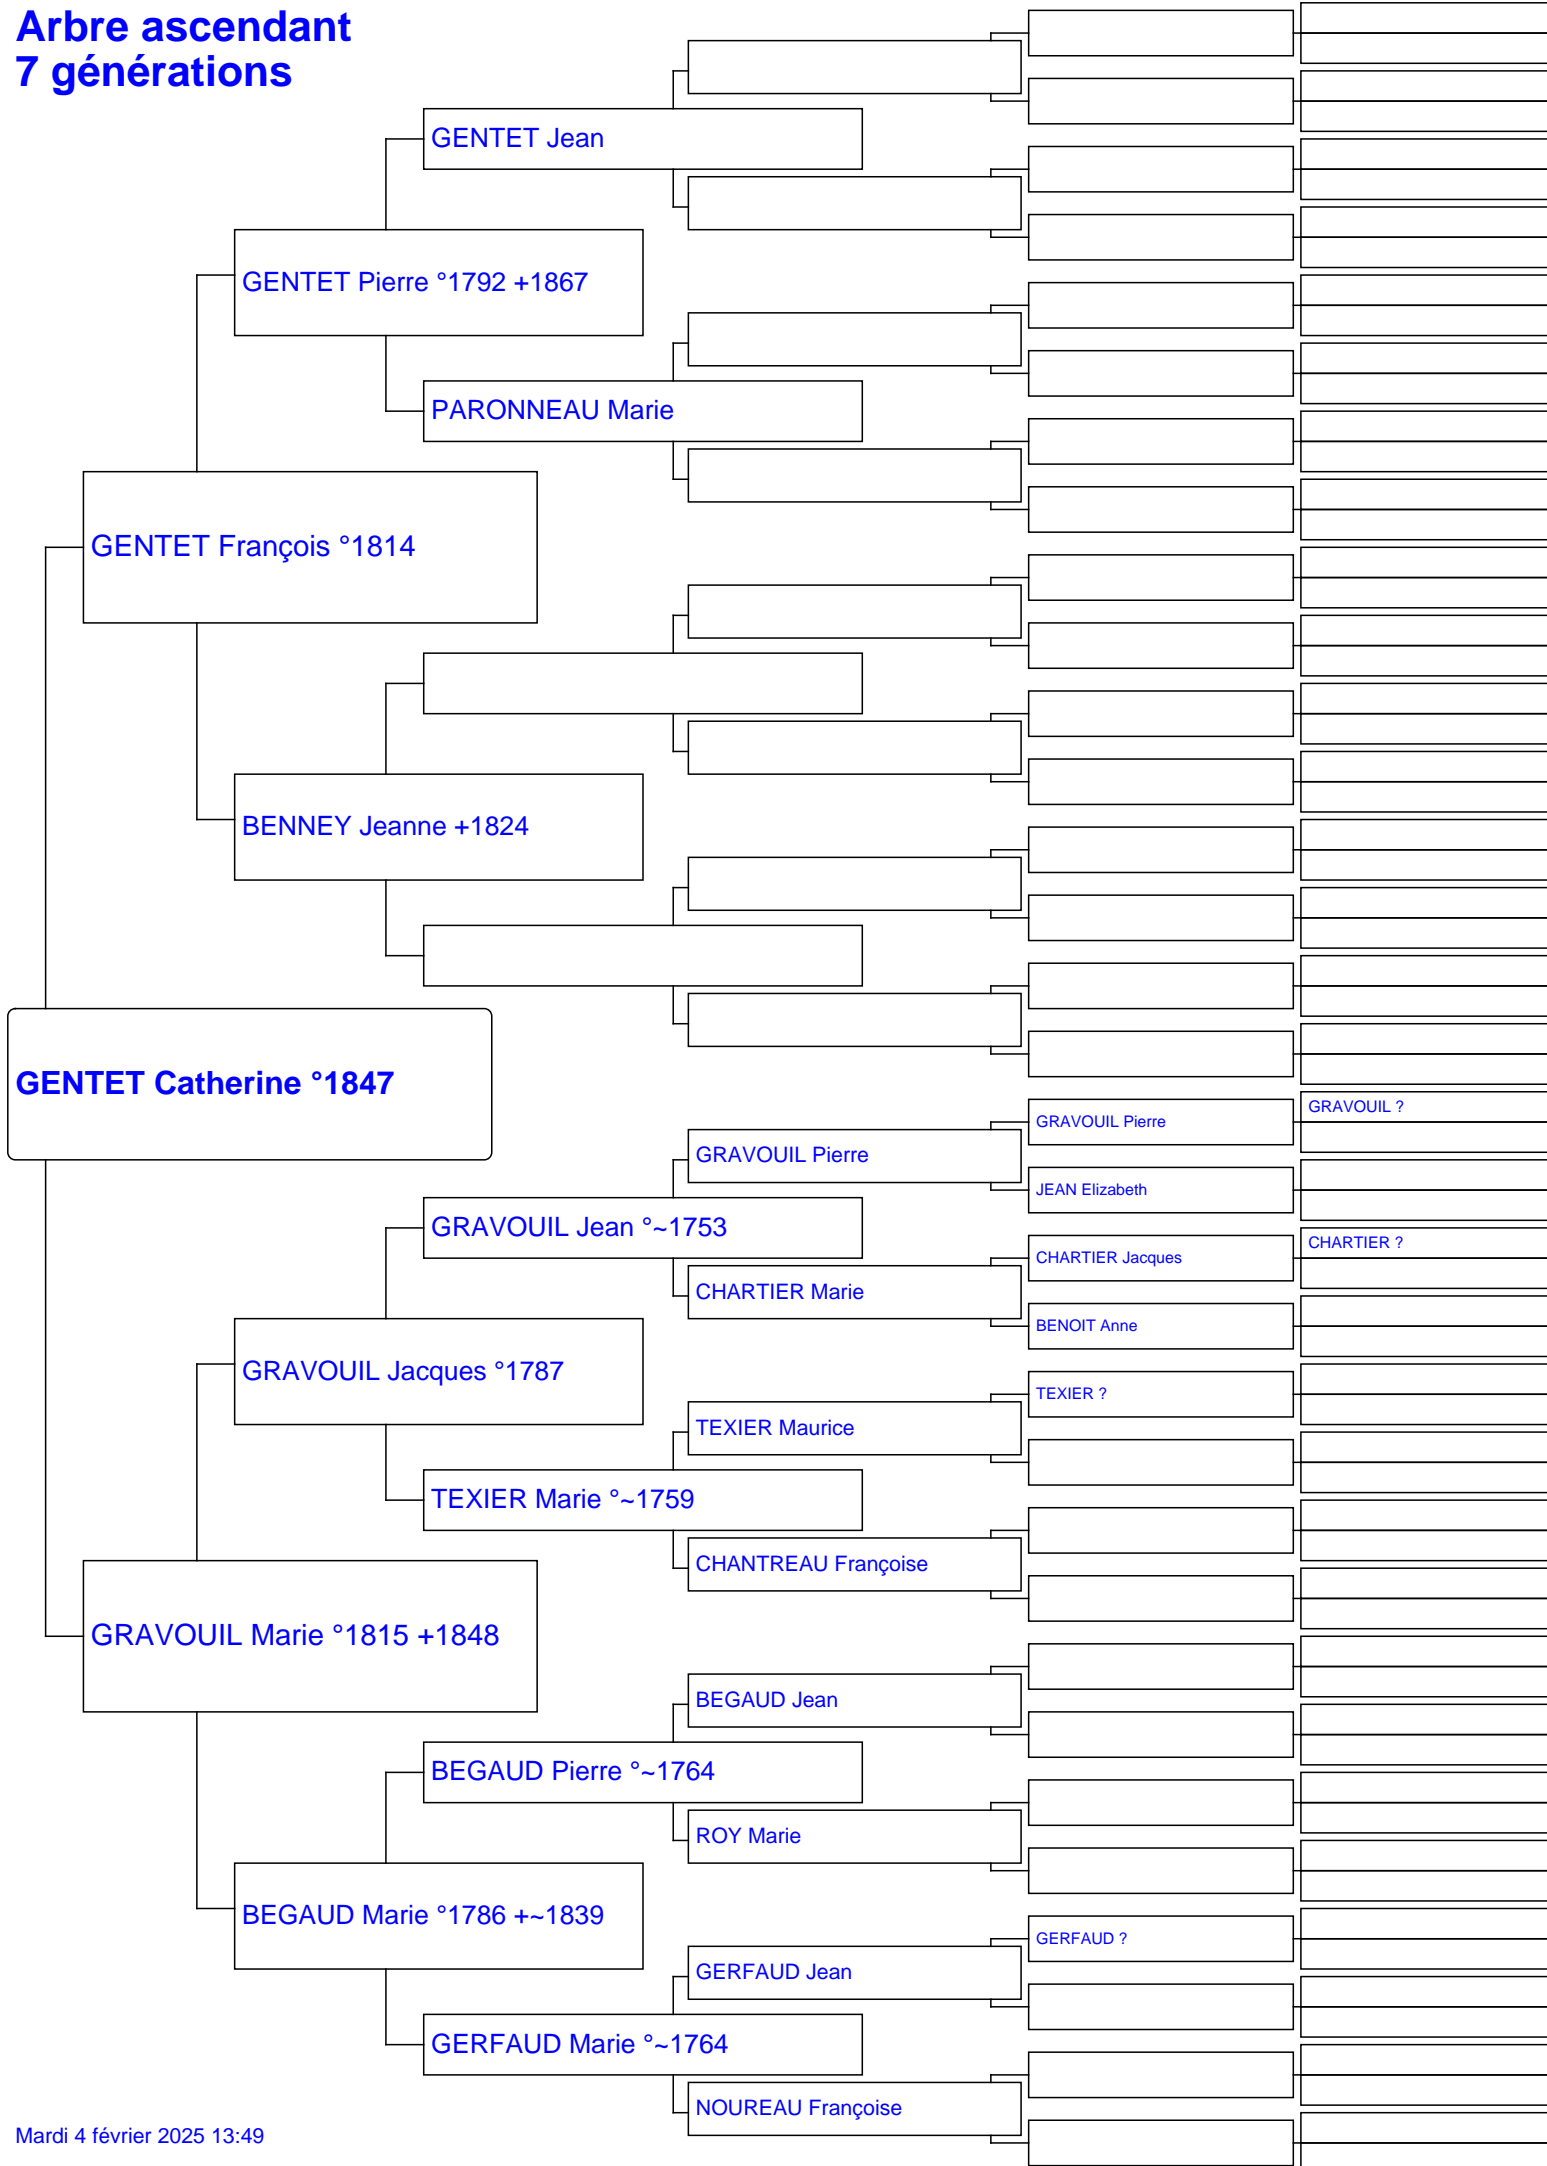 Arbre ascendant
7 générations
GENTET Jean
GENTET Pierre °1792 +1867
PARONNEAU Marie
GENTET François °1814
BENNEY Jeanne +1824
GENTET Catherine °1847
GRAVOUIL ?
GRAVOUIL Pierre
GRAVOUIL Pierre
JEAN Elizabeth
GRAVOUIL Jean °~1753
CHARTIER ?
CHARTIER Jacques
CHARTIER Marie
BENOIT Anne
GRAVOUIL Jacques °1787
TEXIER ?
TEXIER Maurice
TEXIER Marie °~1759
CHANTREAU Françoise
GRAVOUIL Marie °1815 +1848
BEGAUD Jean
BEGAUD Pierre °~1764
ROY Marie
BEGAUD Marie °1786 +~1839
GERFAUD ?
GERFAUD Jean
GERFAUD Marie °~1764
NOUREAU Françoise
Mardi 4 février 2025 13:49